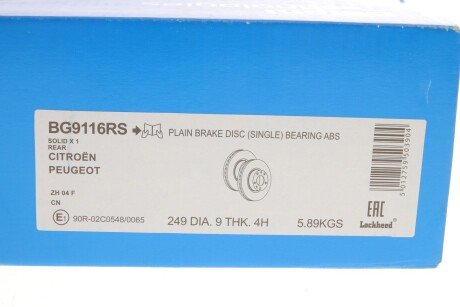 BG9116RS PLAIN BRAKE DISC (SINGLE) BEARING ABS
SOLID X 1
REAR
CITROËN
PEUGEOT
ZH 04 F
CN
E 90R-02C0548/0065
249 DIA. 9 THK. 4H
5.89KGS
5012759503904
EAC
Lockheed